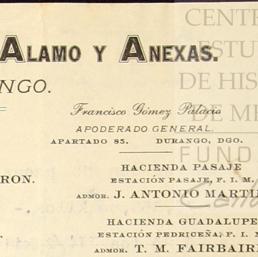 CENTR
ALAMO Y ANEXAS.
ESTU
NGO.
DE HIS
Francisco Gómez Palacio
DE ME
APODERADO GENERAL.
APARTADO 85. DURANGO, DGO.
FUND
HACIENDA PASAJE
RON.
ESTACIÓN PASAJE, F. I. M
ADMOR. J. ANTONIO MARTI
HACIENDA GUADALUPE
ESTACIÓN PEDRICEÑA, F. I. M
ADMOR. T. M. FAIRBAIR